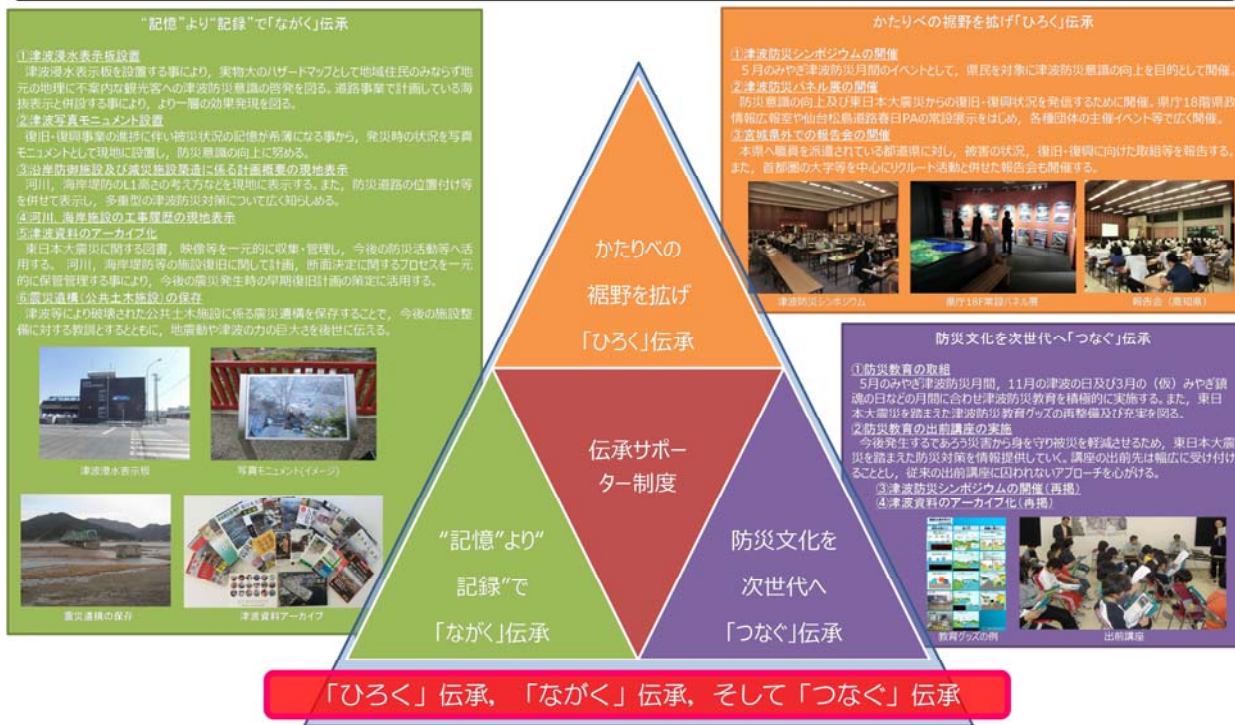 “記憶”より“記録”で「ながく」伝承
①津波浸水表示板設置
津波浸水表示板を設置する事により，実物大のハザードマップとして地域住民のみならず地
元の地理に不案内な観光客への津波防災意識の啓発を図る。道路事業で計画している海
抜表示と併設する事により，より一層の効果発現を図る。
②津波写真モニュメント設置
復旧・復興事業の進捗に伴い被災状況の記憶が希薄になる事から，発災時の状況を写真
モニュメントとして現地に設置し，防災意識の向上に努める。
③沿岸防御施設及び減災施設築造に係る計画概要の現地表示
河川，海岸堤防のL1高さの考え方などを現地に表示する。また，防災道路の位置付け等
を併せて表示し，多重型の津波防災対策について広く知らしめる。
④河川，海岸施設の工事履歴の現地表示
⑤津波資料のアーカイブ化
東日本大震災に関する図書，映像等を一元的に収集・管理し，今後の防災活動等へ活
用する。 河川，海岸堤防等の施設復旧に関して計画，断面決定に関するプロセスを一元
的に保管管理する事により，今後の震災発生時の早期復旧計画の策定に活用する。
⑥震災遺構（公共土木施設）の保存
津波等により破壊された公共土木施設に係る震災遺構を保存することで，今後の施設整
備に対する教訓とするとともに，地震動や津波の力の巨大さを後世に伝える。
津波浸水表示板
写真モニュメント(イメージ)
震災遺構の保存
津波資料アーカイブ
かたりべの裾野を拡げ「ひろく」伝承
①津波防災シンポジウムの開催
５月のみやぎ津波防災月間のイベントとして，県民を対象に津波防災意識の向上を目的として開催。
②津波防災パネル展の開催
防災意識の向上及び東日本大震災からの復旧・復興状況を発信するために開催。県庁18階県政
情報広報室や仙台松島道路春日PAの常設展示をはじめ，各種団体の主催イベント等で広く開催。
③宮城県外での報告会の開催
本県へ職員を派遣されている都道県に対し，被害の状況，復旧・復興に向けた取組等を報告する。
また，首都圏の大学等を中心にリクルート活動と併せた報告会も開催する。
津波防災シンポジウム
県庁18F常設パネル展
報告会（高知県）
防災文化を次世代へ「つなぐ」伝承
①防災教育の取組
5月のみやぎ津波防災月間，11月の津波の日及び3月の（仮）みやぎ鎮
魂の日などの月間に合わせ津波防災教育を積極的に実施する。また，東日
本大震災を踏まえた津波防災教育グッズの再整備及び充実を図る。
②防災教育の出前講座の実施
今後発生するであろう災害から身を守り被災を軽減させるため，東日本大震
災を踏まえた防災対策を情報提供していく。講座の出前先は幅広に受け付け
ることとし，従来の出前講座に囚われないアプローチを心がける。
③津波防災シンポジウムの開催（再掲）
④津波資料のアーカイブ化（再掲）
教育グッズの例
出前講座
かたりべの
裾野を拡げ
「ひろく」伝承
伝承サポー
ター制度
“記憶”より“
記録”で
「ながく」伝承
防災文化を
次世代へ
「つなぐ」伝承
「ひろく」伝承，「ながく」伝承，そして「つなぐ」伝承